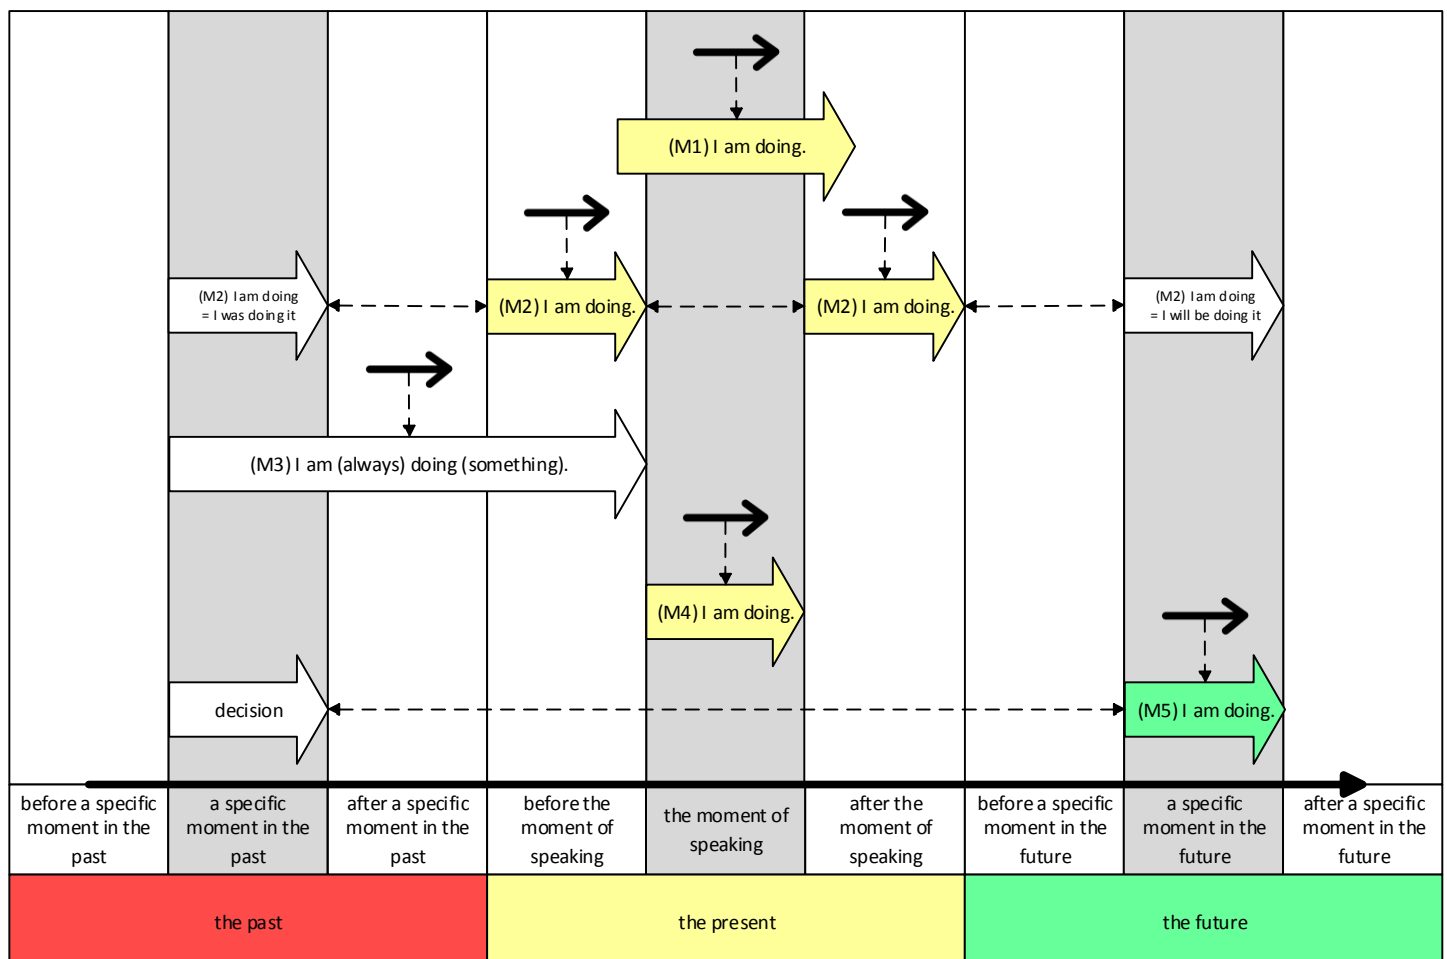 (M1) I am doing.
(M2) I am doing
= I was doing it
(M2) I am doing.
(M2) I am doing.
(M2) I am doing
= I will be doing it
(M3) I am (always) doing (something).
(M4) I am doing.
decision
(M5) I am doing.
before a specific
moment in the
past
a specific
moment in the
past
after a specific
moment in the
past
before the
moment of
speaking
the moment of
speaking
after the
moment of
speaking
before a specific
moment in the
future
a specific
moment in the
future
after a specific
moment in the
future
the past
the present
the future